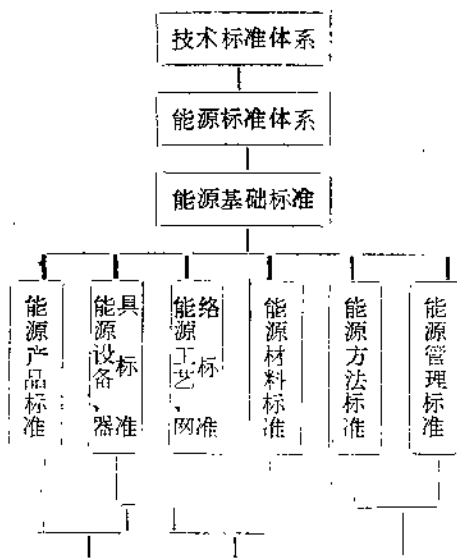 技术标准体系
能源标准体系
能源基础标准
能源产品标准
能源设备、器
具标准
能源工艺、网
络标准
能源材料标准
能源方法标准
能源管理标准